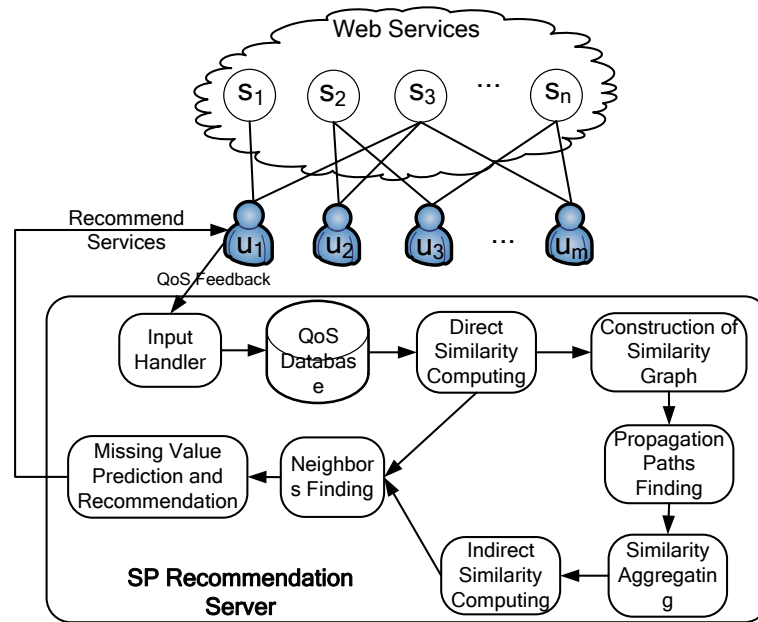 Web Services
s1 s2 s3 ... sn
Recommend
Services
u1 u2 u3 ... um
QoS Feedback
Input
Handler
QoS
Databas
e
Direct
Similarity
Computing
Construction of
Similarity
Graph
Missing Value
Prediction and
Recommendation
Neighbor
s Finding
Propagation
Paths
Finding
Indirect
Similarity
Computing
Similarity
Aggregatin
g
SP Recommendation
Server